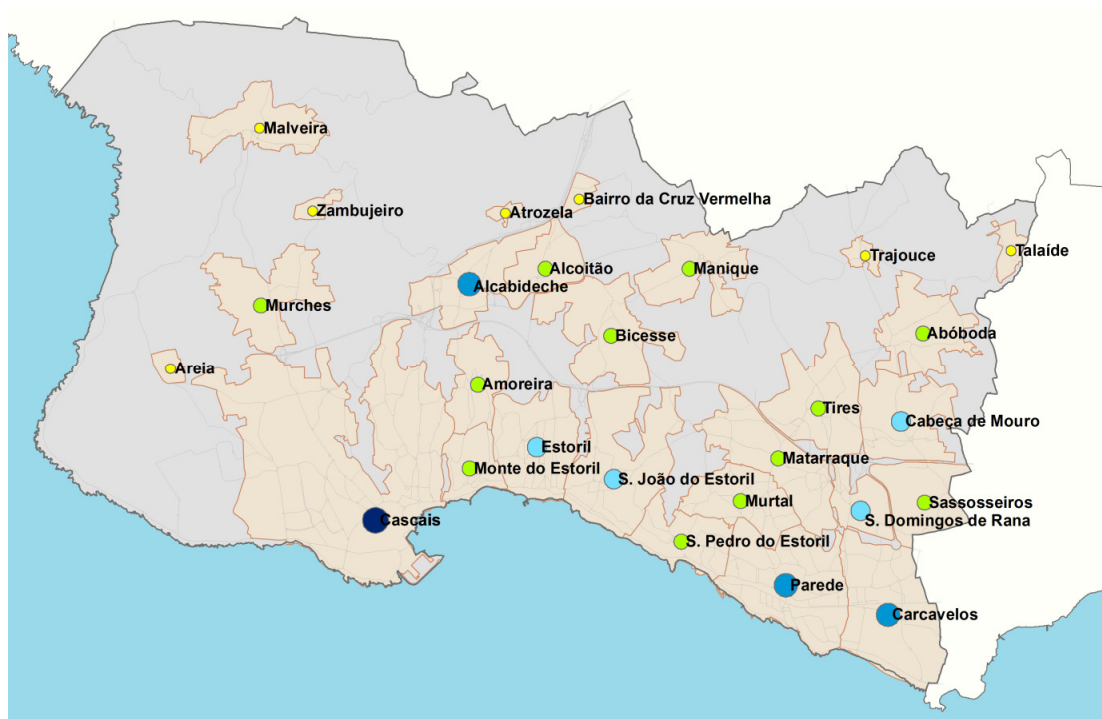 Malveira
Bairro da Cruz Vermelha
Zambujeiro
Atrozela
Talaíde
Trajouce
Alcoitão
Manique
Alcabideche
Murches
Abóboda
Bicesse
Areia
Amoreira
Tires
Cabeça de Mouro
Estoril
Matarraque
Monte do Estoril
S. João do Estoril
Murtal
Sassosseiros
Cascais
S. Domingos de Rana
S. Pedro do Estoril
Parede
Carcavelos